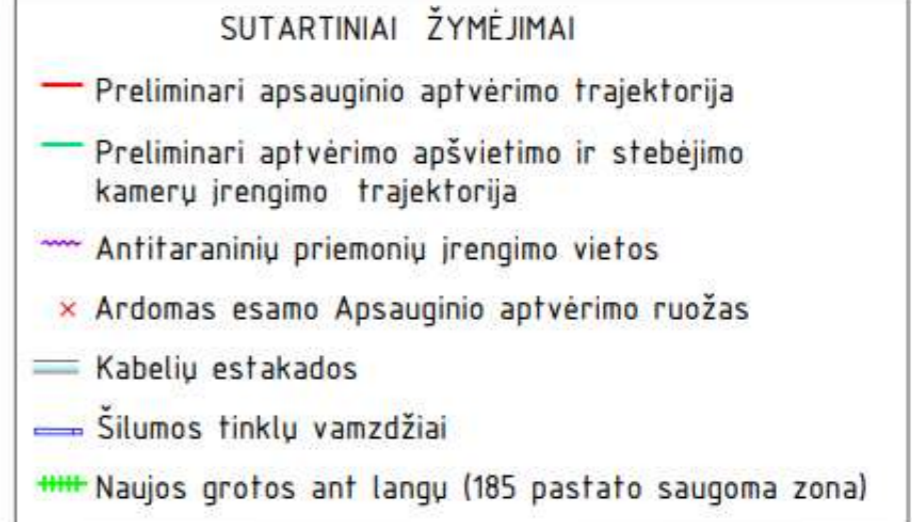 SUTARTINIAI ŽYMĖJIMAI
Preliminari apsauginio aptvėrimo trajektorija
Preliminari aptvėrimo apšvietimo ir stebėjimo
kamerų įrengimo trajektorija
Antitaraninių priemonių įrengimo vietos
Ardomas esamo Apsauginio aptvėrimo ruožas
Kabelių estakados
Šilumos tinklų vamzdžiai
Naujos grotos ant langų (185 pastato saugoma zona)